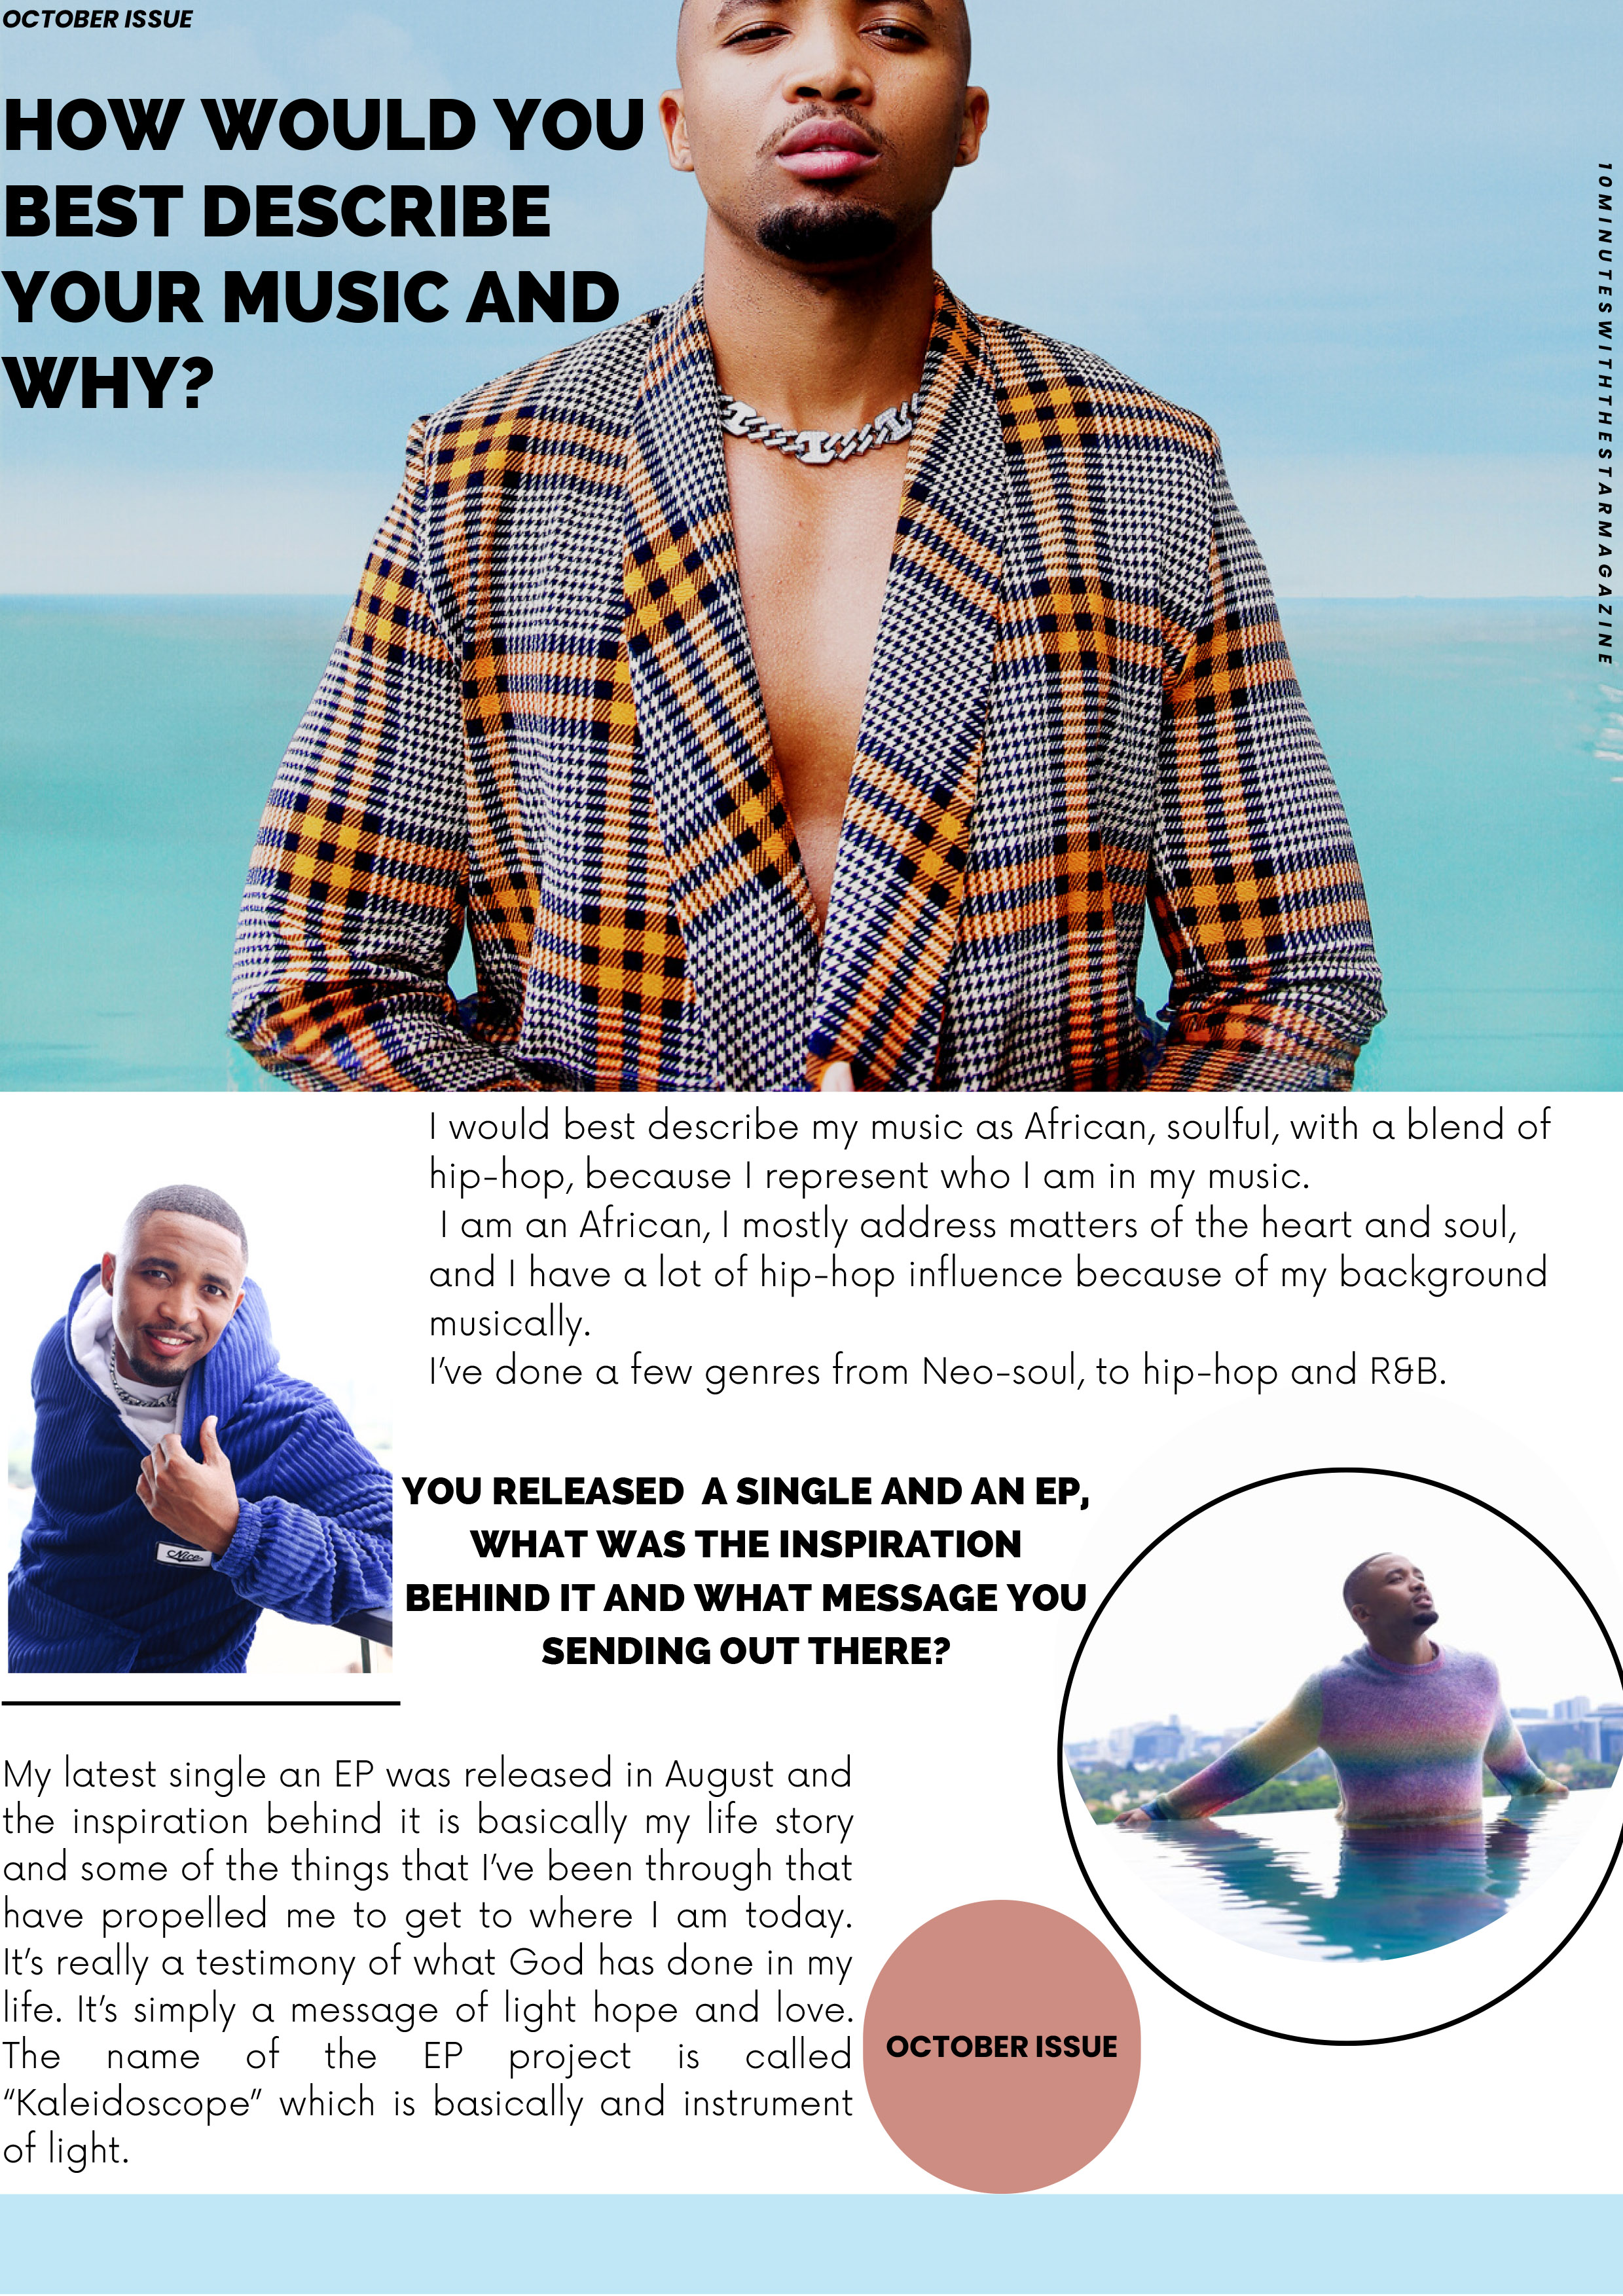 OCTOBER ISSUE
HOW WOULD YOU
BEST DESCRIBE
YOUR MUSIC AND
WHY?
10MINUTESWITHTHESTARMAGAZINE
I would best describe my music as African, soulful, with a blend of
hip-hop, because I represent who I am in my music.
I am an African, I mostly address matters of the heart and soul,
and I have a lot of hip-hop influence because of my background
musically.
I've done a few genres from Neo-soul, to hip-hop and R&B.
Nice
YOU RELEASED A SINGLE AND AN EP,
WHAT WAS THE INSPIRATION
BEHIND IT AND WHAT MESSAGE YOU
SENDING OUT THERE?
My latest single an EP was released in August and
the inspiration behind it is basically my life story
and some of the things that I've been through that
have propelled me to get to where I am today.
It's really a testimony of what God has done in my
life. It's simply a message of light hope and love.
The name of the EP project is called
“Kaleidoscope” which is basically and instrument
of light.
OCTOBER ISSUE